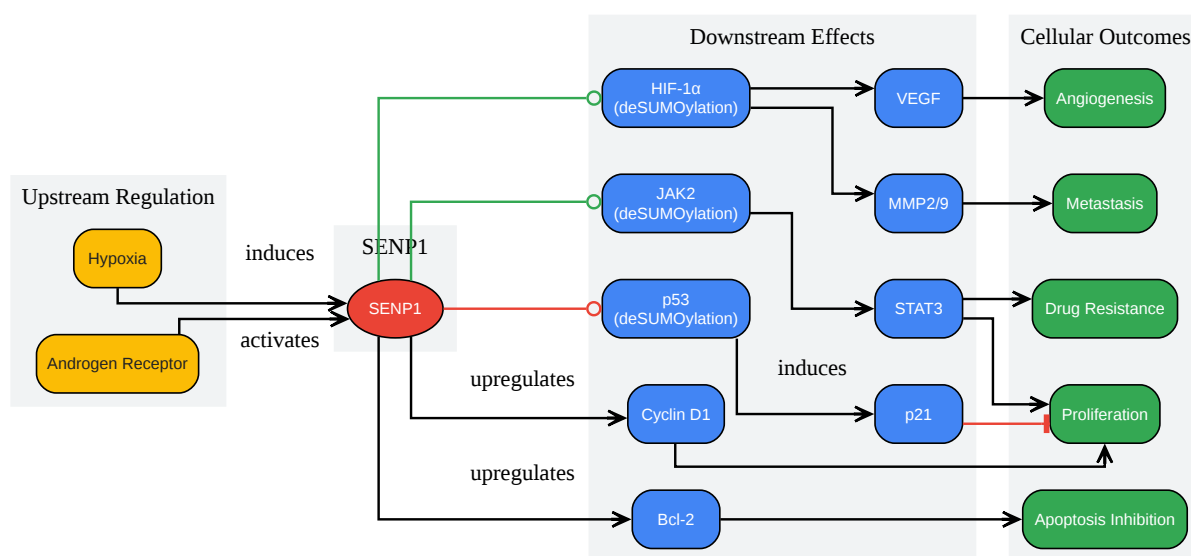 Downstream Effects
Cellular Outcomes
HIF-1α
(deSUMOylation)
VEGF
Angiogenesis
Upstream Regulation
JAK2
(deSUMOylation)
MMP2/9
Metastasis
Hypoxia
induces
SENP1
SENP1
p53
(deSUMOylation)
STAT3
Drug Resistance
activates
Androgen Receptor
upregulates
induces
Cyclin D1
p21
Proliferation
upregulates
Bcl-2
Apoptosis Inhibition